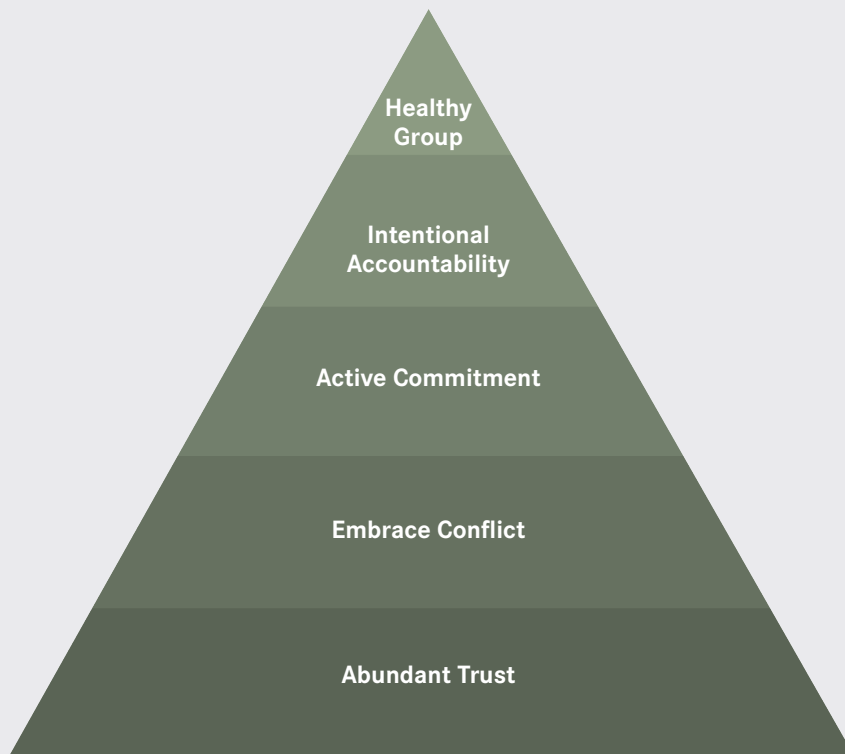 Healthy
Group
Intentional
Accountability
Active Commitment
Embrace Conflict
Abundant Trust